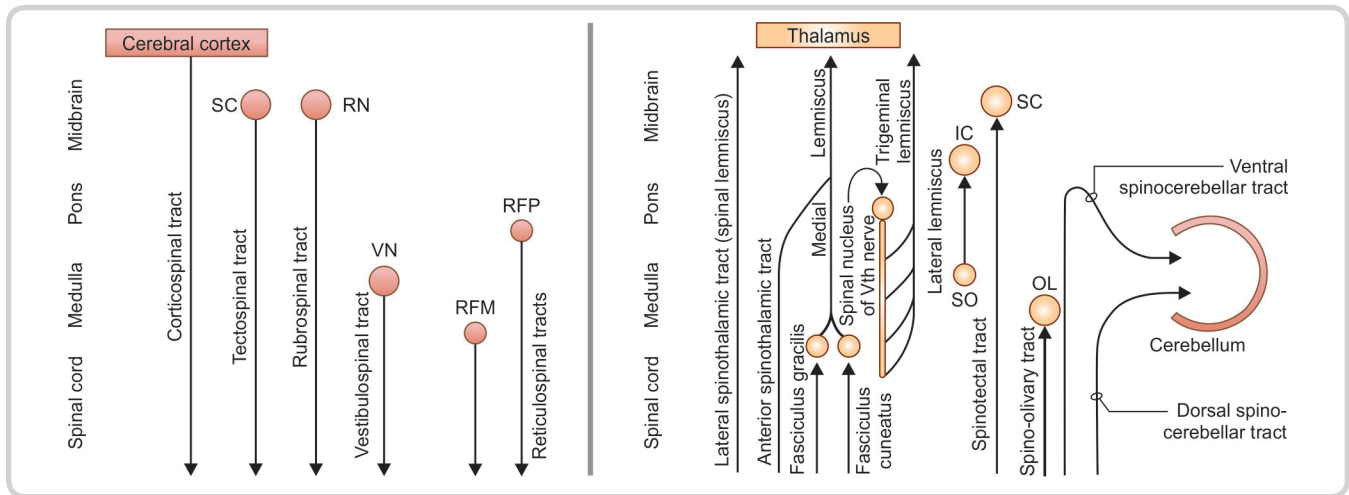 Cerebral cortex
Midbrain
Pons
Medulla
Spinal cord
SC
RN
RFP
VN
RFM
Corticospinal tract
Tectospinal tract
Rubrospinal tract
Vestibulospinal tract
Reticulospinal tracts
Thalamus
Midbrain
Pons
Medulla
Spinal cord
Lateral spinothalamic tract (spinal lemniscus)
Anterior spinothalamic tract
Fasciculus gracilis
Medial
Lemniscus
Spinal nucleus
of Vth nerve
Fasciculus
cuneatus
Trigeminal
lemniscus
Lateral lemniscus
IC
SO
SC
Spinotectal tract
OL
Spino-olivary tract
Ventral
spinocerebellar tract
Cerebellum
Dorsal spino-
cerebellar tract